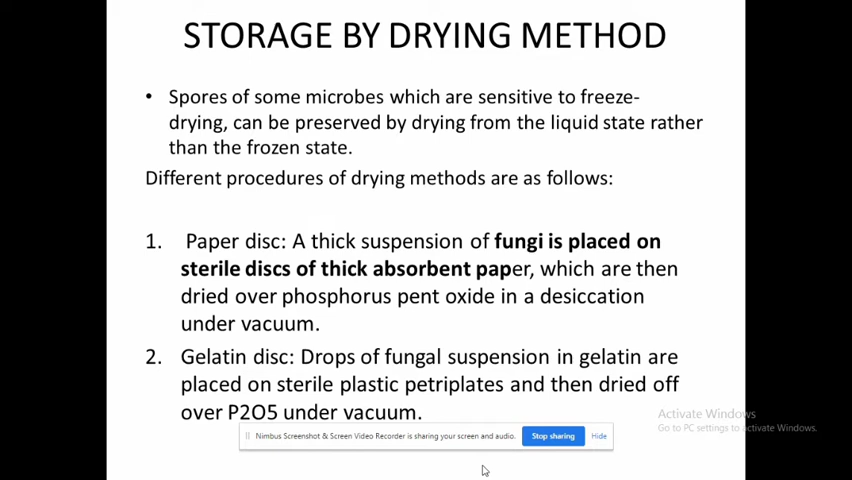 STORAGE BY DRYING METHOD
• Spores of some microbes which are sensitive to freeze-
drying, can be preserved by drying from the liquid state rather
than the frozen state.
Different procedures of drying methods are as follows:
1. Paper disc: A thick suspension of fungi is placed on
sterile discs of thick absorbent paper, which are then
dried over phosphorus pent oxide in a desiccation
under vacuum.
2. Gelatin disc: Drops of fungal suspension in gelatin are
placed on sterile plastic petriplates and then dried off
over P2O5 under vacuum.
Activate Windows
Go to PC settings to activate Windows.
Nimbus Screenshot & Screen Video Recorder is sharing your screen and audio. Stop sharing Hide